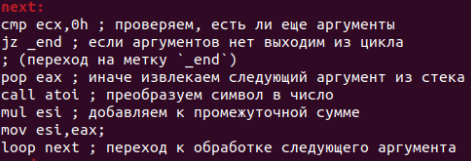 next:
cmp ecx,0h ; проверяем, есть ли еще аргументы
jz _end ; если аргументов нет выходим из цикла
; (переход на метку `_end`)
pop eax ; иначе извлекаем следующий аргумент из стека
call atoi ; преобразуем символ в число
mul esi ; добавляем к промежуточной сумме
mov esi,eax;
loop next ; переход к обработке следующего аргумента